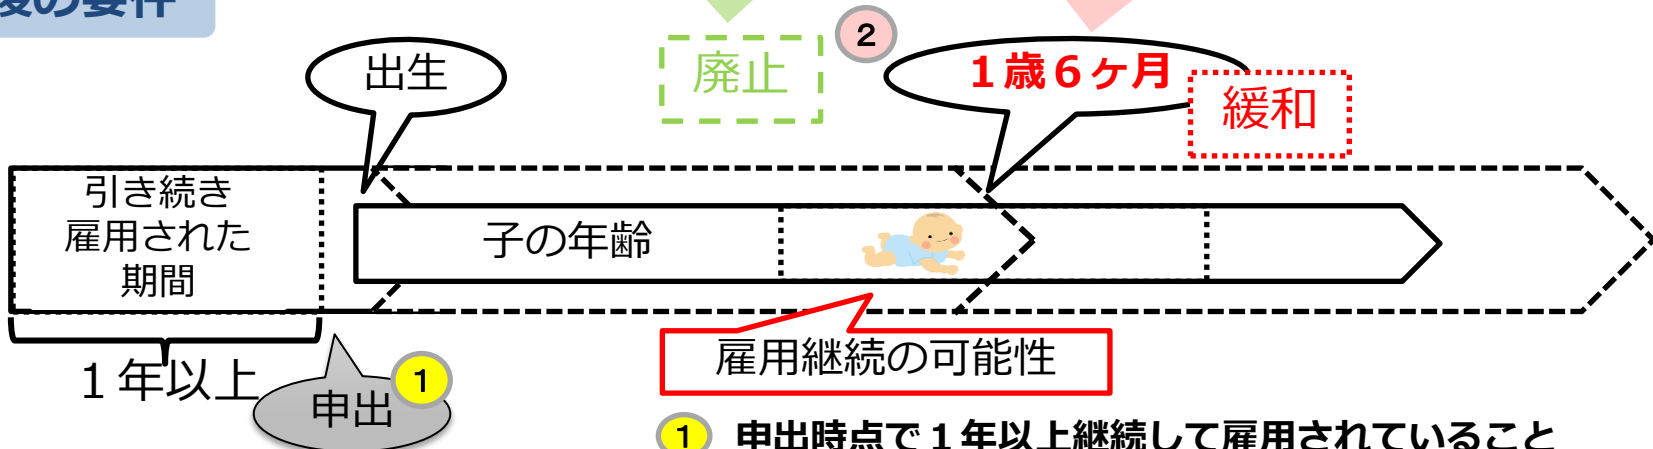 後の要件
2
出生
廃止
１歳６ヶ月
緩和
引き続き
雇用された
期間
子の年齢
１年以上
申出
1
雇用継続の可能性
1 申出時点で１年以上継続して雇用されていること